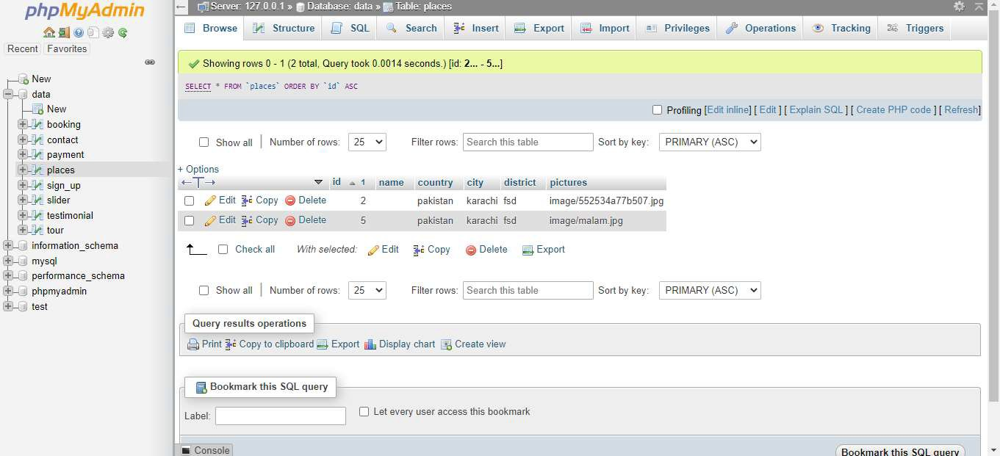 phpMyAdmin
Recent Favorites
New
data
New
booking
contact
payment
places
sign_up
slider
testimonial
tour
information_schema
mysql
performance_schema
phpmyadmin
test
Server: 127.0.0.1 » Database: data » Table: places
Browse Structure SQL Search Insert Export Import Privileges Operations Tracking Triggers
Showing rows 0 - 1 (2 total, Query took 0.0014 seconds.) [id: 2... - 5...]
SELECT * FROM `places` ORDER BY `id` ASC
Profiling [Edit inline] [ Edit ] [ Explain SQL ] [ Create PHP code ] [ Refresh]
Show all Number of rows: 25 Filter rows: Search this table Sort by key: PRIMARY (ASC)
+ Options
←T→ id 1 name country city district pictures
Edit Copy Delete 2 pakistan karachi fsd image/552534a77b507.jpg
Edit Copy Delete 5 pakistan karachi fsd image/malam.jpg
Check all With selected: Edit Copy Delete Export
Show all Number of rows: 25 Filter rows: Search this table Sort by key: PRIMARY (ASC)
Query results operations
Print Copy to clipboard Export Display chart Create view
Bookmark this SQL query
Label: Let every user access this bookmark
Console
Bookmark this SQL query